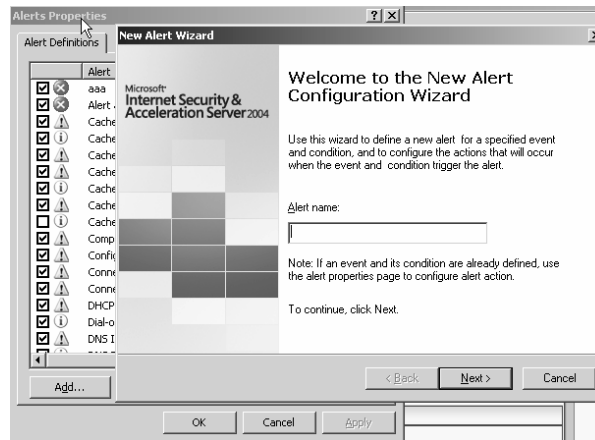 Alerts Properties
Alert Definitions
Alert
aaa
Alert
Cache
Cache
Cache
Cache
Cache
Cache
Cache
Comp
Config
Conne
Conne
DHCP
Dial-o
DNS I
Add...
OK
Cancel
Apply
New Alert Wizard
Microsoft
Internet Security &
Acceleration Server 2004
Welcome to the New Alert
Configuration Wizard
Use this wizard to define a new alert for a specified event
and condition, and to configure the actions that will occur
when the event and condition trigger the alert.
Alert name:
Note: If an event and its condition are already defined, use
the alert properties page to configure alert action.
To continue, click Next.
< Back
Next >
Cancel